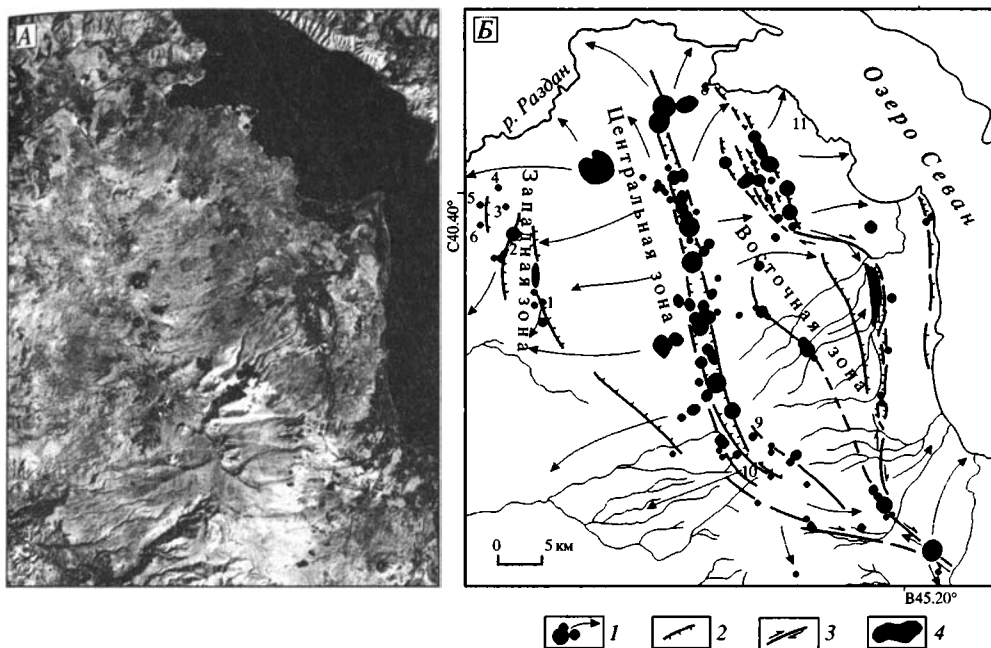 А
Б
р. Раздан
Озеро Севан
Центральная зона
Западная зона
Восточная зона
8
11
4
5
3
6
2
1
9
10
С40.40°
0 5 км
В45.20°
1 2 3 4